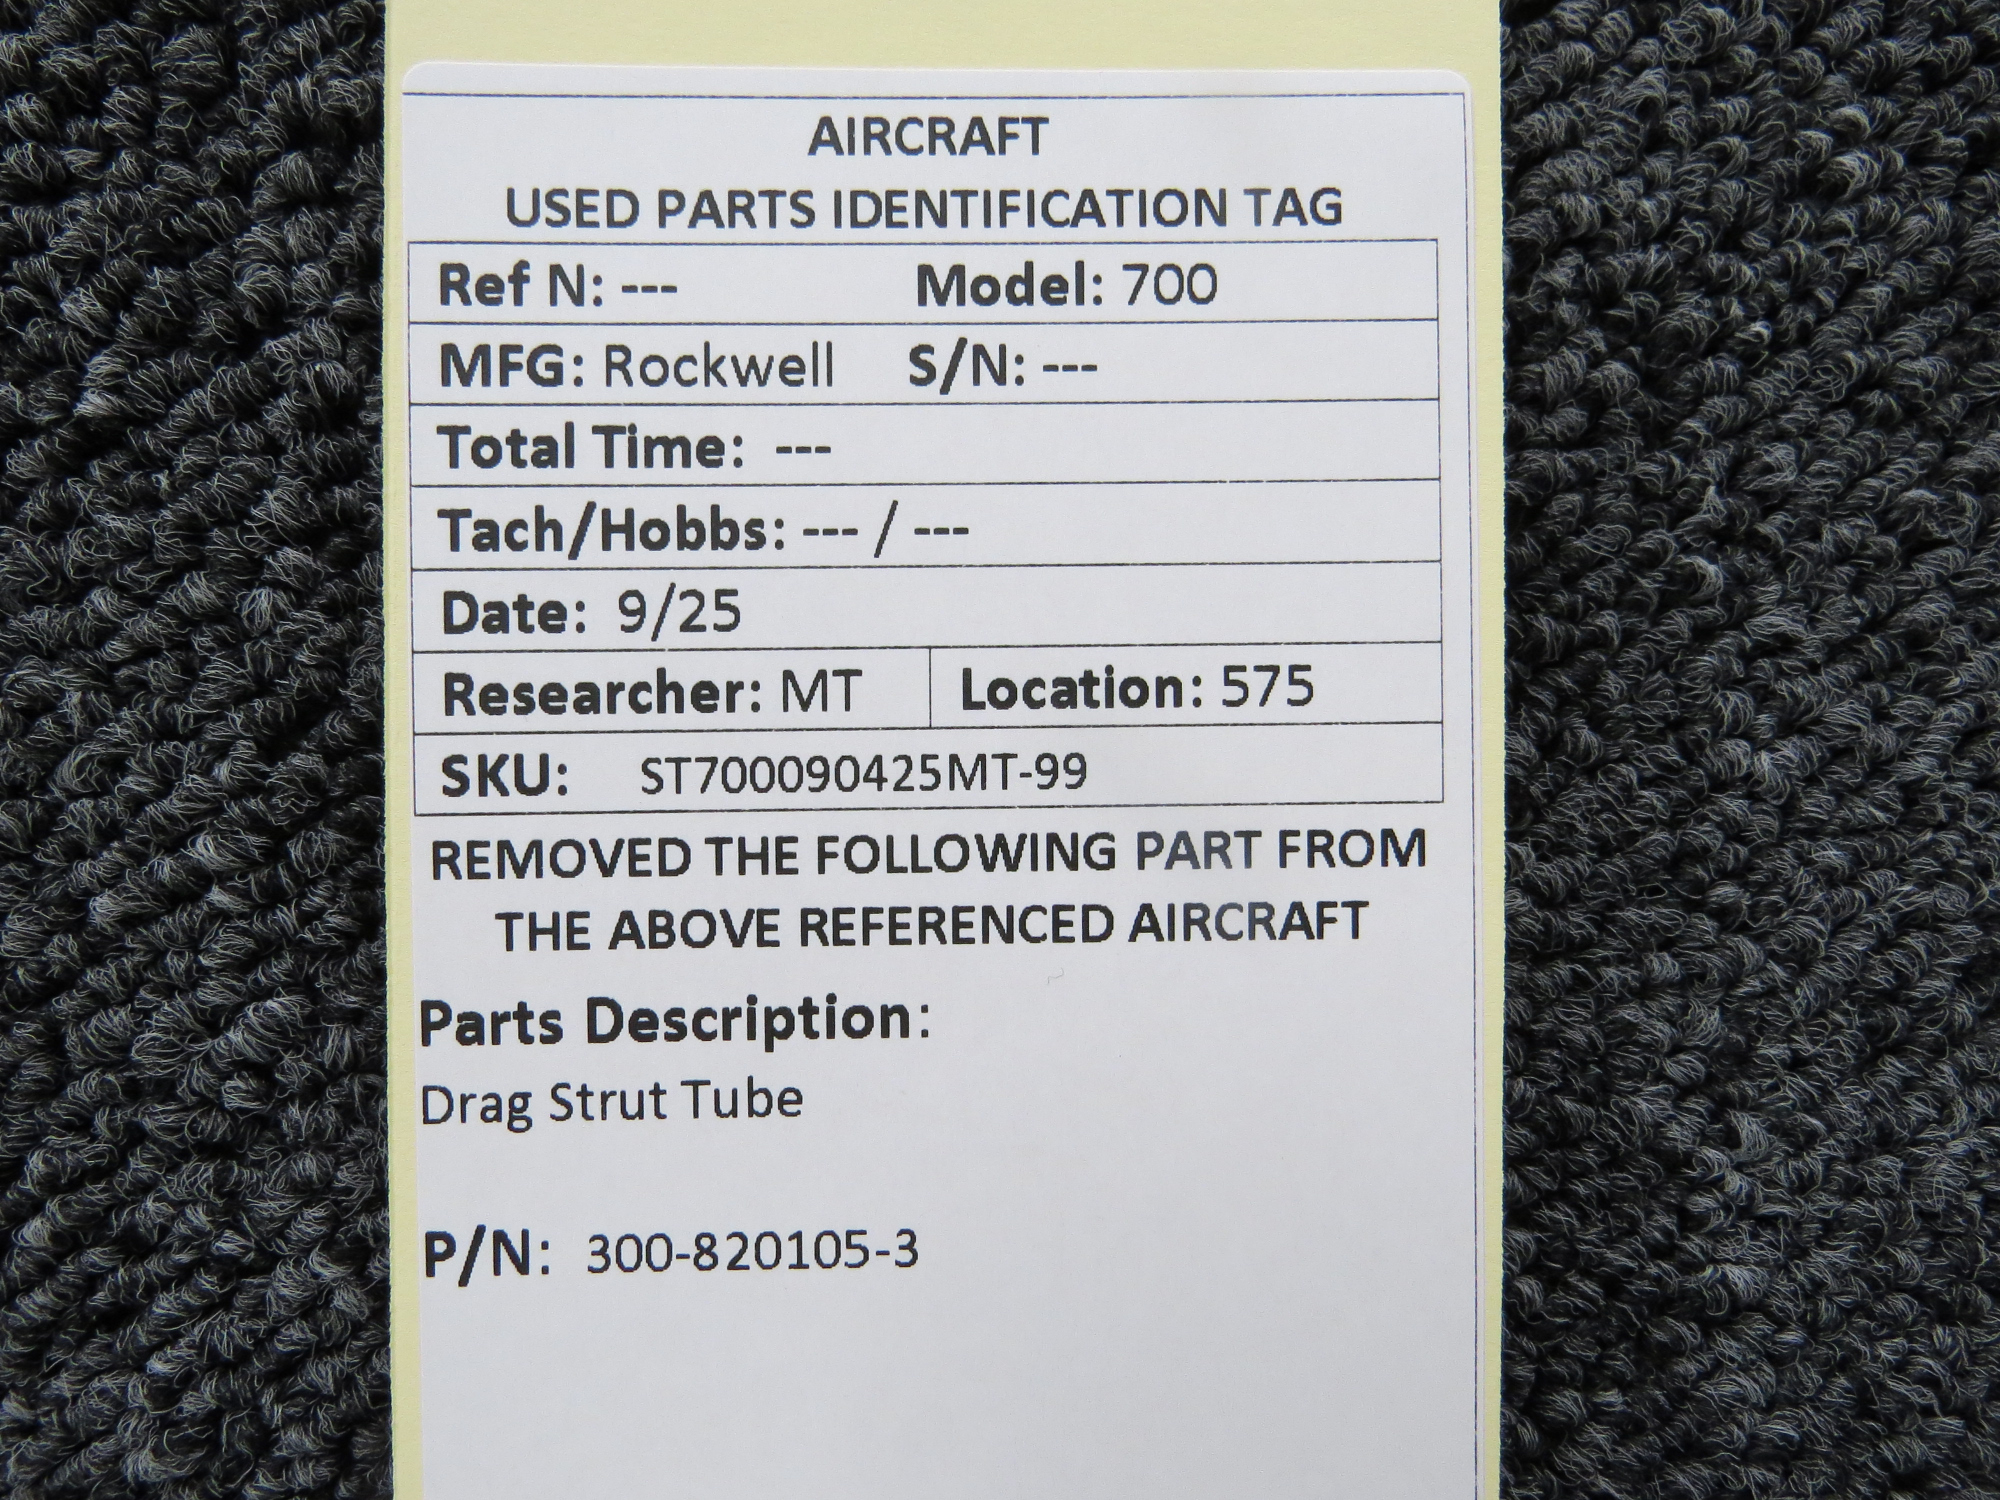 AIRCRAFT
USED PARTS IDENTIFICATION TAG
Ref N: --- Model: 700
MFG: Rockwell S/N: ---
Total Time: ---
Tach/Hobbs: --- / ---
Date: 9/25
Researcher: MT Location: 575
SKU: ST700090425MT-99
REMOVED THE FOLLOWING PART FROM
THE ABOVE REFERENCED AIRCRAFT
Parts Description:
Drag Strut Tube
P/N: 300-820105-3